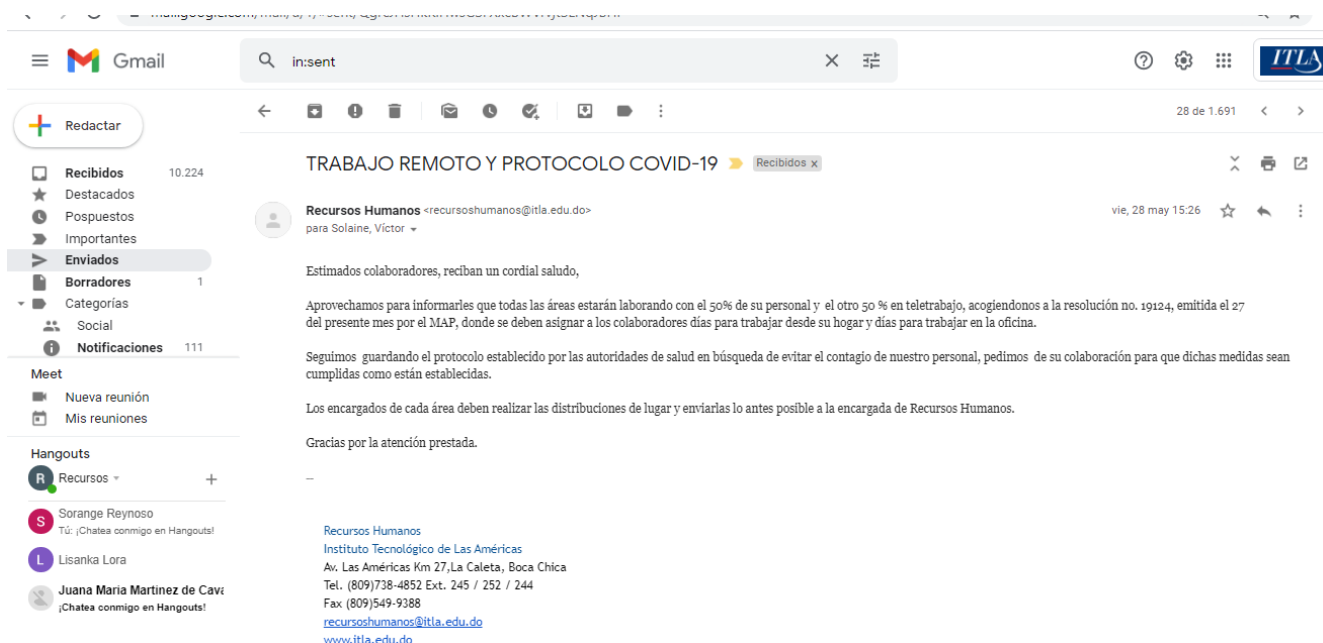 Gmail
in:sent
ITLA
Redactar
28 de 1.691
TRABAJO REMOTO Y PROTOCOLO COVID-19 Recibidos x
Recibidos 10.224
Destacados
Pospuestos
Importantes
Enviados
Borradores 1
Categorías
Social
Notificaciones 111
Meet
Nueva reunión
Mis reuniones
Hangouts
R Recursos
S Sorange Reynoso
Tú: ¡Chatea conmigo en Hangouts!
L Lisanka Lora
Juana Maria Martinez de Cava
¡Chatea conmigo en Hangouts!
Recursos Humanos <recursoshumanos@itla.edu.do> vie, 28 may 15:26
para Solaine, Víctor
Estimados colaboradores, reciban un cordial saludo,
Aprovechamos para informarles que todas las áreas estarán laborando con el 50% de su personal y el otro 50 % en teletrabajo, acogiendonos a la resolución no. 19124, emitida el 27
del presente mes por el MAP, donde se deben asignar a los colaboradores días para trabajar desde su hogar y días para trabajar en la oficina.
Seguimos guardando el protocolo establecido por las autoridades de salud en búsqueda de evitar el contagio de nuestro personal, pedimos de su colaboración para que dichas medidas sean
cumplidas como están establecidas.
Los encargados de cada área deben realizar las distribuciones de lugar y enviarlas lo antes posible a la encargada de Recursos Humanos.
Gracias por la atención prestada.
--
Recursos Humanos
Instituto Tecnológico de Las Américas
Av. Las Américas Km 27,La Caleta, Boca Chica
Tel. (809)738-4852 Ext. 245 / 252 / 244
Fax (809)549-9388
recursoshumanos@itla.edu.do
www.itla.edu.do